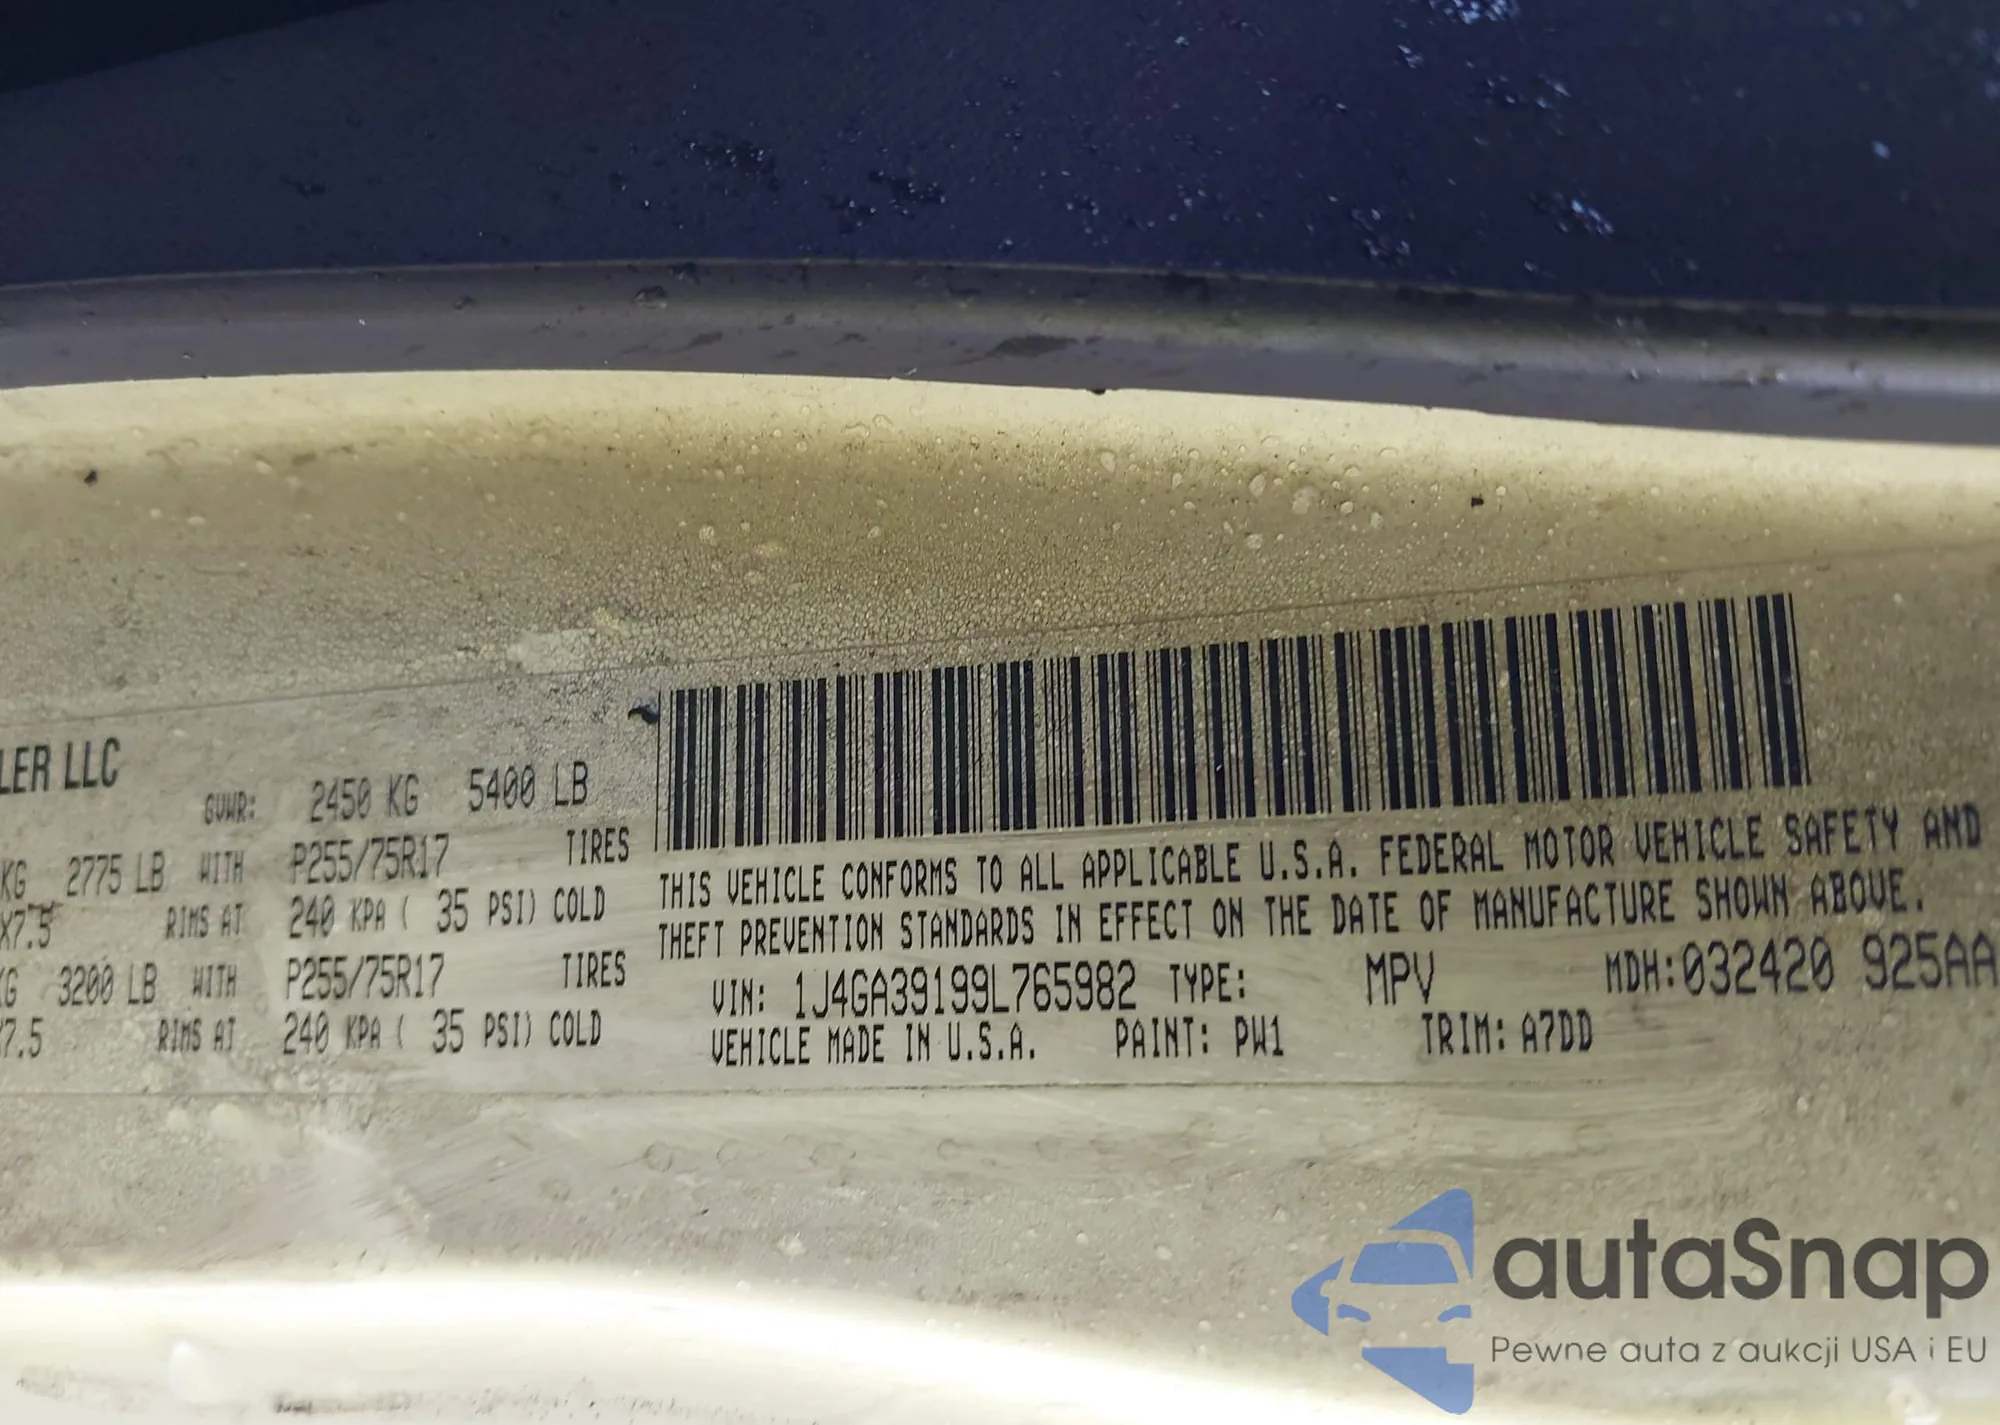 LER LLC
GVWR: 2450 KG 5400 LB
KG 2775 LB WITH P255/75R17 TIRES
X7.5 RIMS AT 240 KPA ( 35 PSI) COLD
KG 3200 LB WITH P255/75R17 TIRES
X7.5 RIMS AT 240 KPA ( 35 PSI) COLD
THIS VEHICLE CONFORMS TO ALL APPLICABLE U.S.A. FEDERAL MOTOR VEHICLE SAFETY AND
THEFT PREVENTION STANDARDS IN EFFECT ON THE DATE OF MANUFACTURE SHOWN ABOVE.
VIN: 1J4GA39199L765982 TYPE: MPV MDH:032420 925AA
VEHICLE MADE IN U.S.A. PAINT: PW1 TRIM: A7DD
autaSnap
Pewne auta z aukcji USA i EU